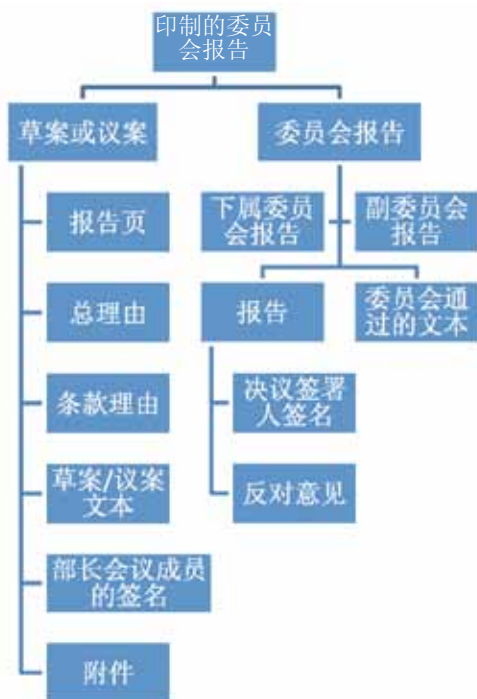 印制的委员
会报告
草案或议案
委员会报告
报告页
下属委员
会报告
副委员会
报告
总理由
报告
委员会通
过的文本
条款理由
决议签署
人签名
草案/议案
文本
反对意见
部长会议成员
的签名
附件